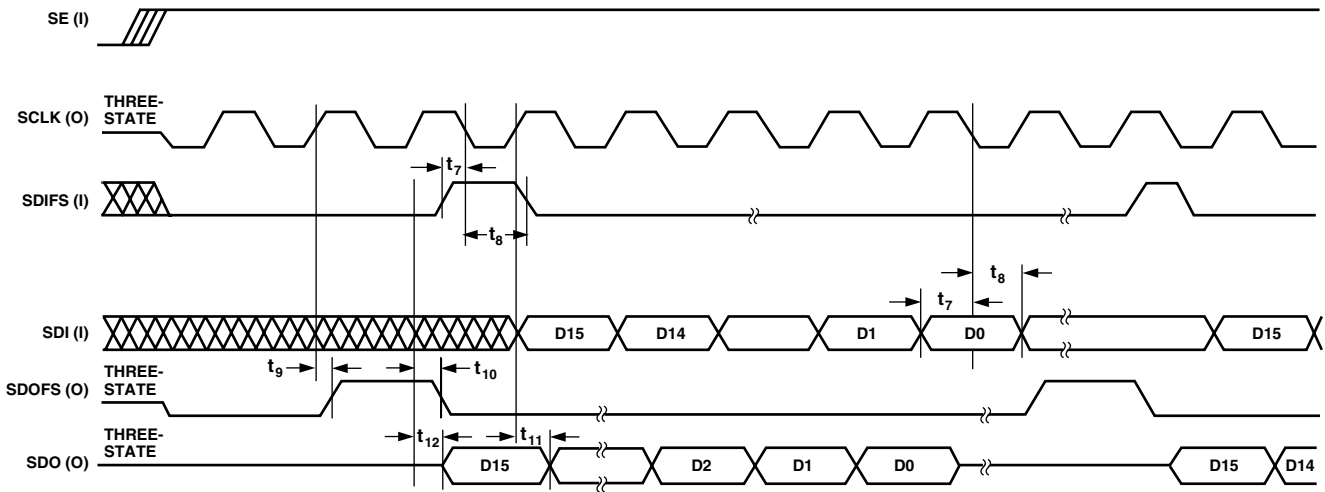 SE (I)
THREE-
STATE
SCLK (O)
t7
SDIFS (I)
t8
t8
t7
SDI (I)
D15
D14
D1
D0
D15
t9
t10
THREE-
STATE
SDOFS (O)
THREE-
STATE
t12
t11
SDO (O)
D15
D2
D1
D0
D15
D14